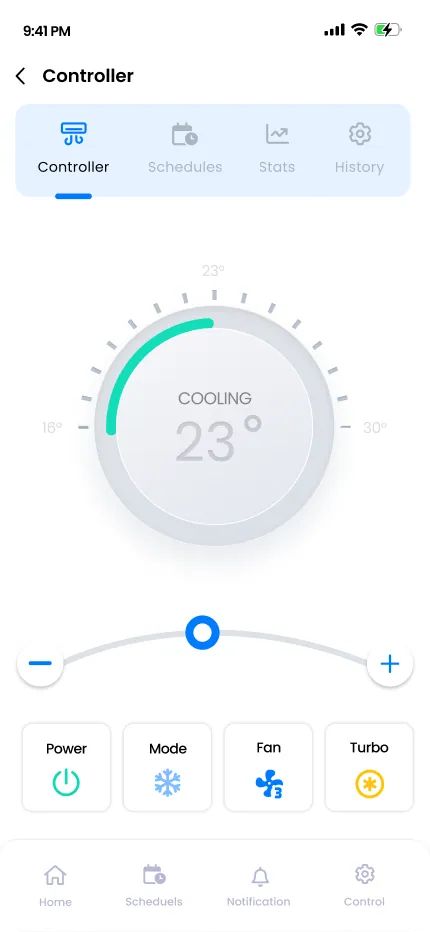 9:41 PM
Controller
Controller Schedules Stats History
23°
16° 30°
COOLING
23°
Power Mode Fan Turbo
3
Home Scheduels Notification Control